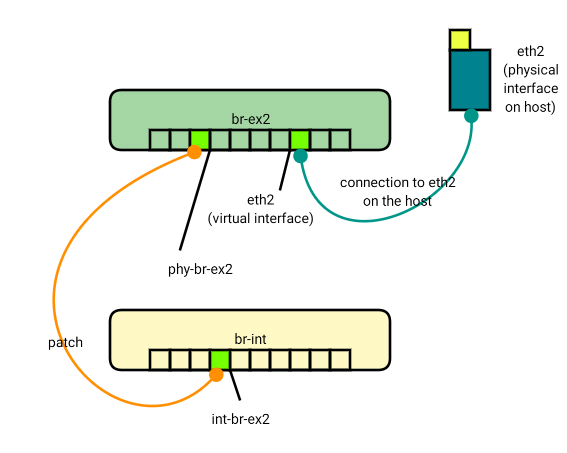 eth2
(physical
interface
on host)
br-ex2
connection to eth2
on the host
eth2
(virtual interface)
phy-br-ex2
br-int
patch
int-br-ex2